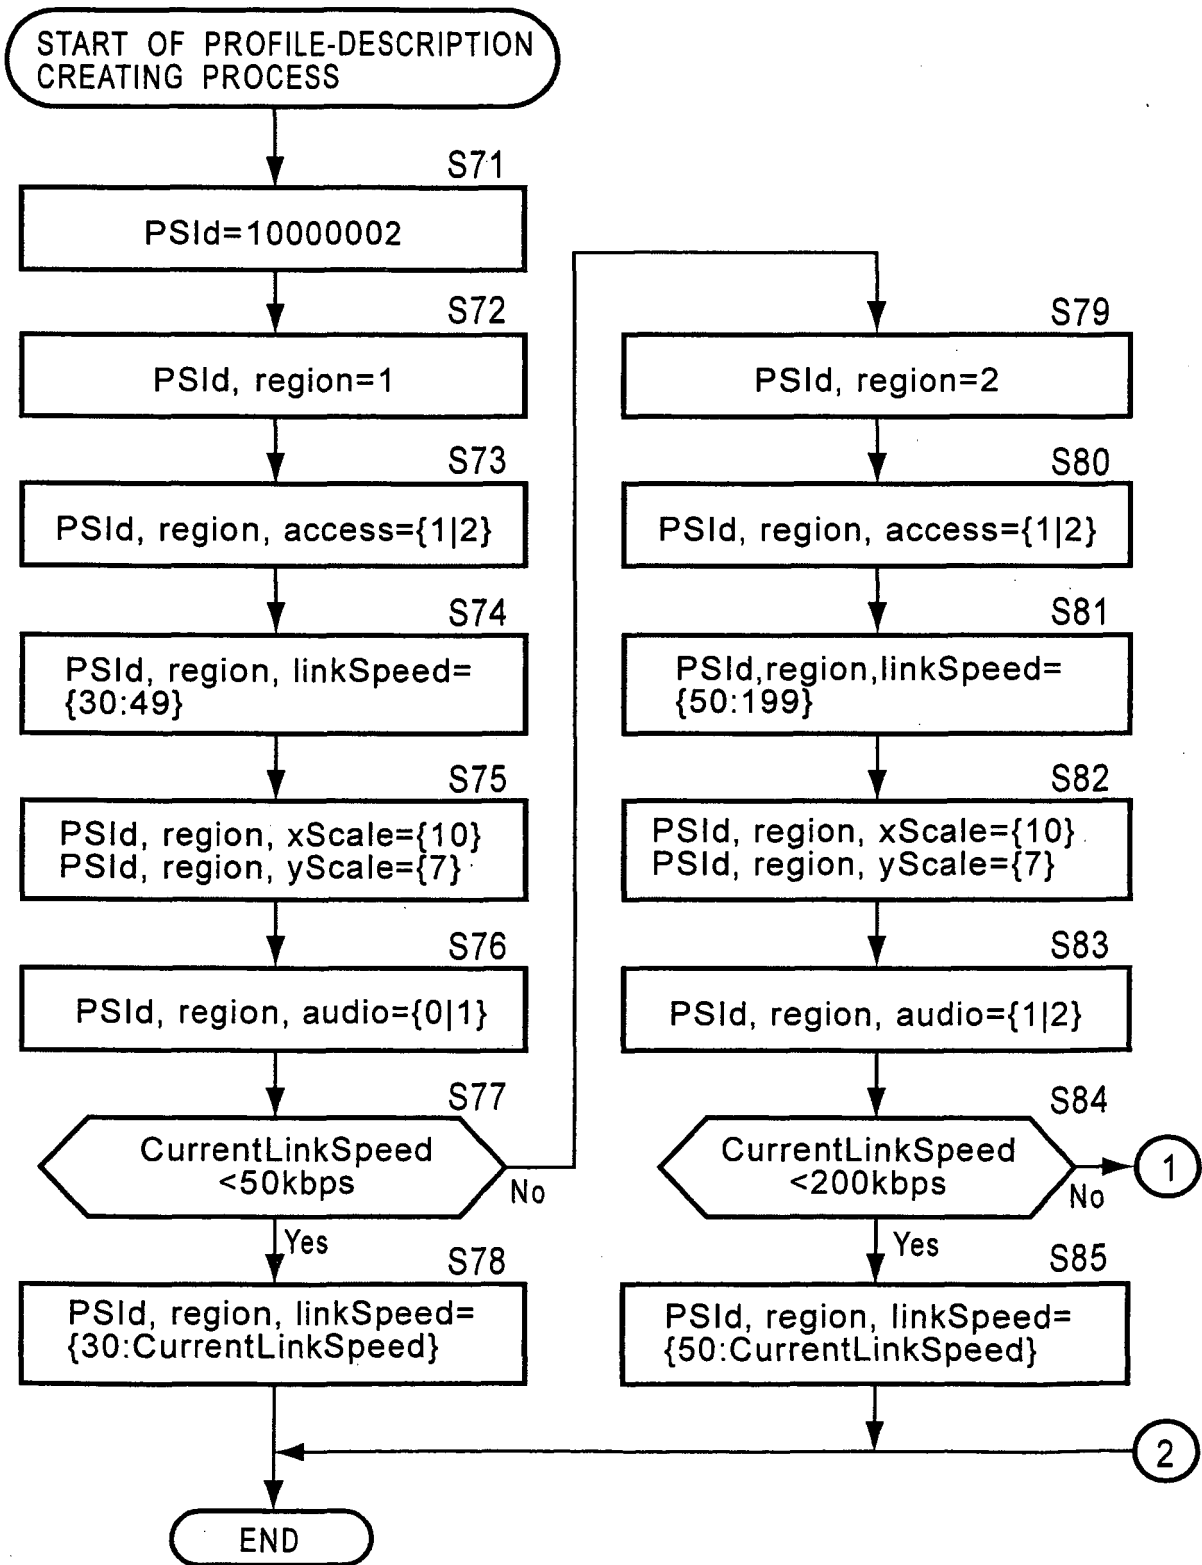 START OF PROFILE-DESCRIPTION
CREATING PROCESS
S71
PSId=10000002
S72
PSId, region=1
S73
PSId, region, access={1|2}
S74
PSId, region, linkSpeed=
{30:49}
S75
PSId, region, xScale={10}
PSId, region, yScale={7}
S76
PSId, region, audio={0|1}
S77
CurrentLinkSpeed
<50kbps
No
Yes
S78
PSId, region, linkSpeed=
{30:CurrentLinkSpeed}
S79
PSId, region=2
S80
PSId, region, access={1|2}
S81
PSId,region,linkSpeed=
{50:199}
S82
PSId, region, xScale={10}
PSId, region, yScale={7}
S83
PSId, region, audio={1|2}
S84
CurrentLinkSpeed
<200kbps
No
1
Yes
S85
PSId, region, linkSpeed=
{50:CurrentLinkSpeed}
2
END